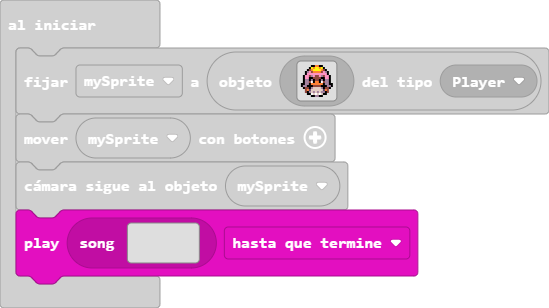 al iniciar
fijar mySprite a objeto del tipo Player
mover mySprite con botones
cámara sigue al objeto mySprite
play song hasta que termine